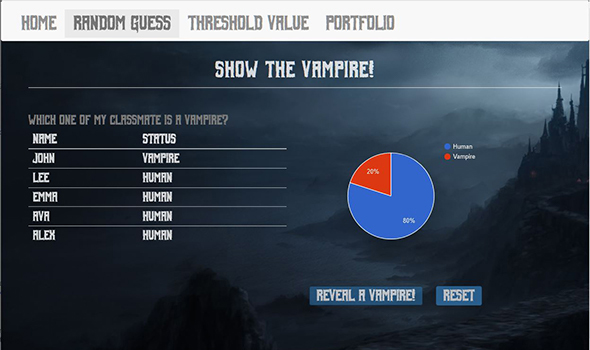 HOME RANDOM GUESS THRESHOLD VALUE PORTFOLIO
SHOW THE VAMPIRE!
WHICH ONE OF MY CLASSMATE IS A VAMPIRE?
NAME STATUS
JOHN VAMPIRE
LEE HUMAN
EMMA HUMAN
AVA HUMAN
ALEX HUMAN
Human
Vampire
20%
80%
REVEAL A VAMPIRE! RESET